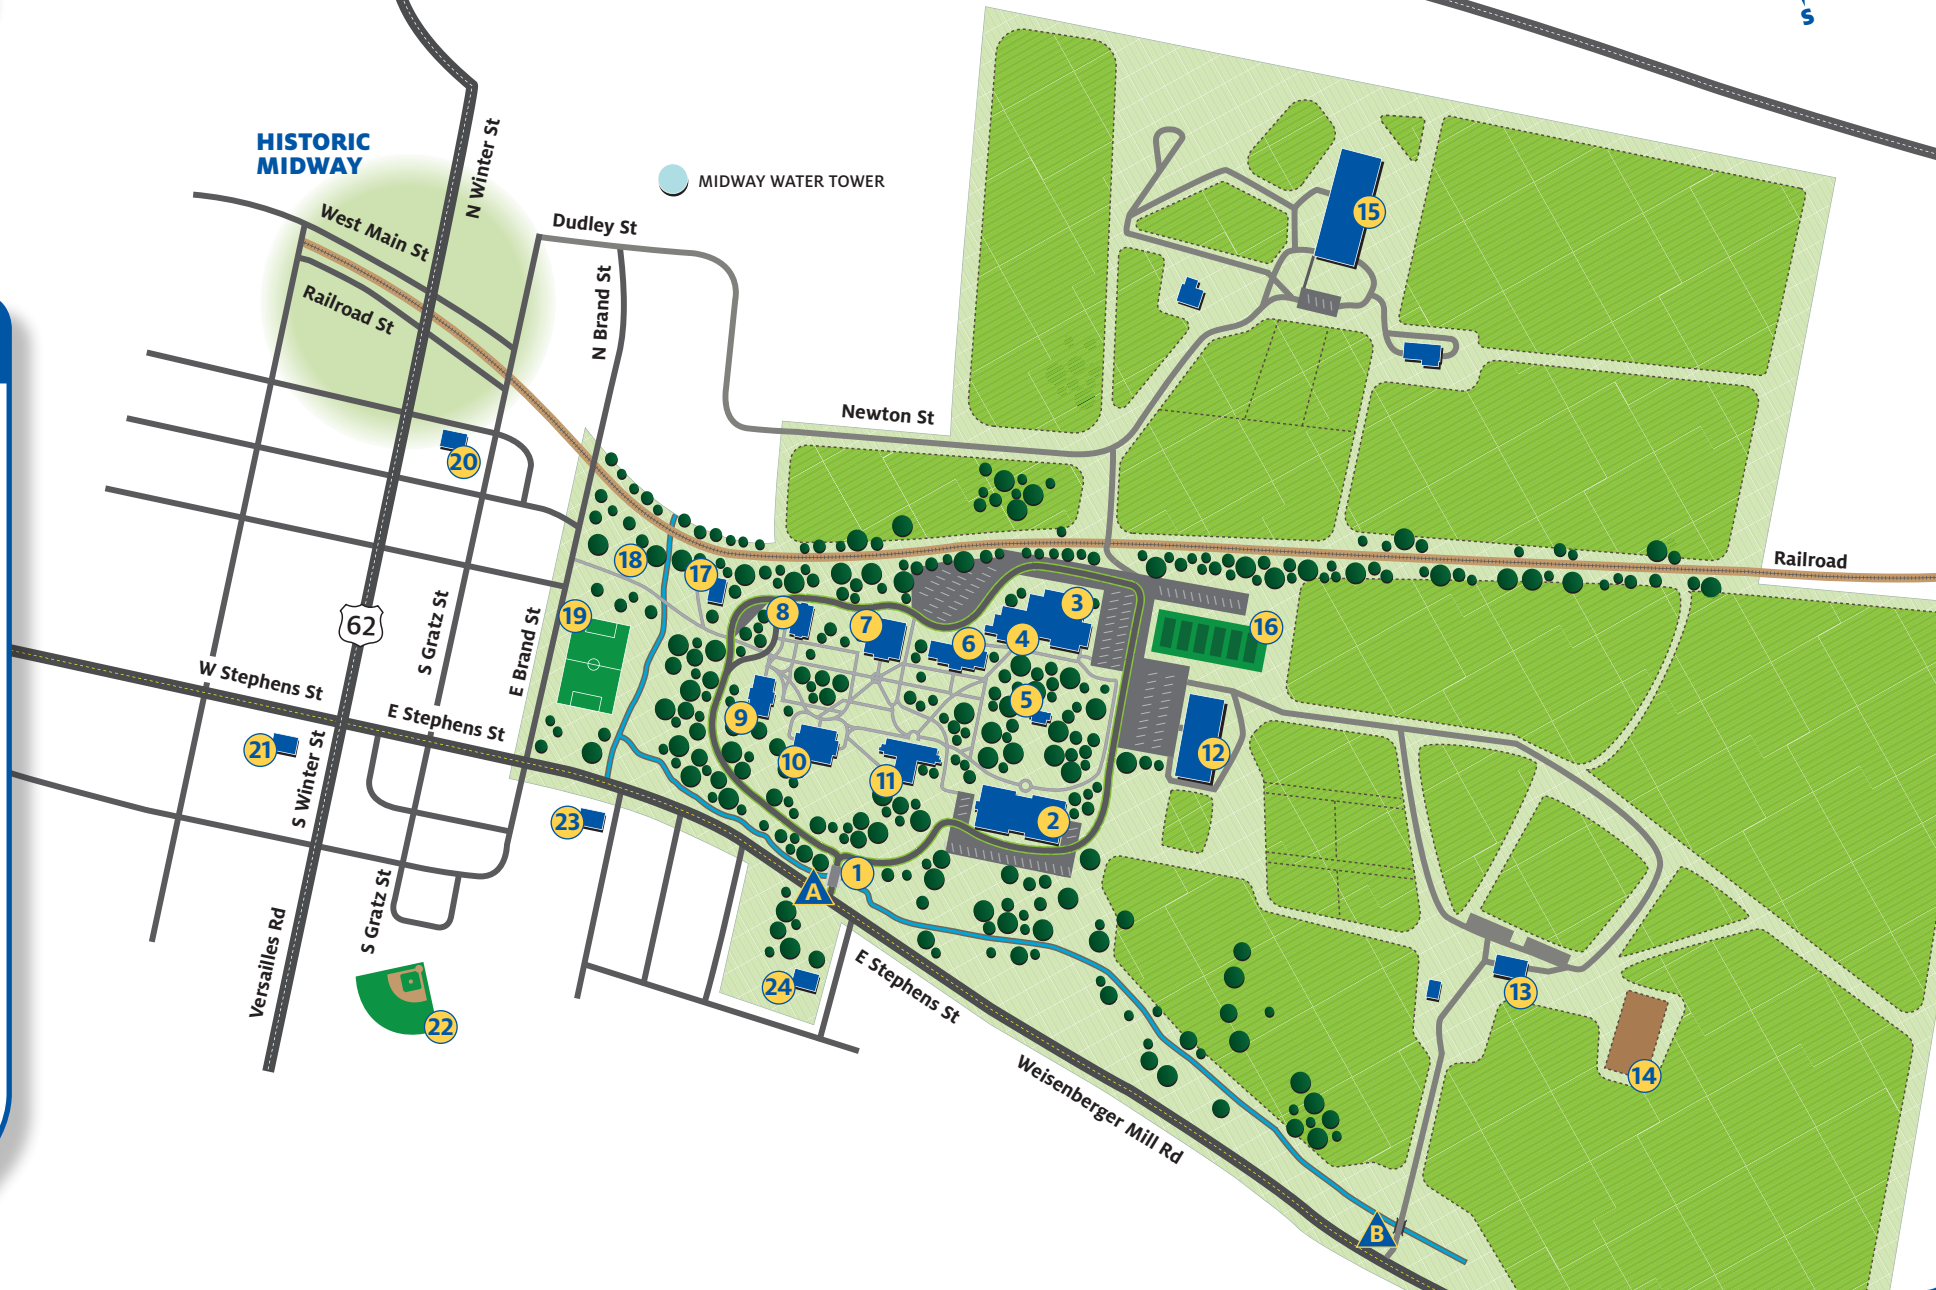 S
HISTORIC
MIDWAY
N Winter St
MIDWAY WATER TOWER
West Main St
Dudley St
15
Railroad St
N Brand St
Newton St
20
Railroad
18
17
19
8
7
6
3
4
16
62
S Gratz St
E Brand St
W Stephens St
E Stephens St
5
9
10
11
12
21
S Winter St
23
2
1
A
S Gratz St
Versailles Rd
24
E Stephens St
13
22
14
Weisenberger Mill Rd
B